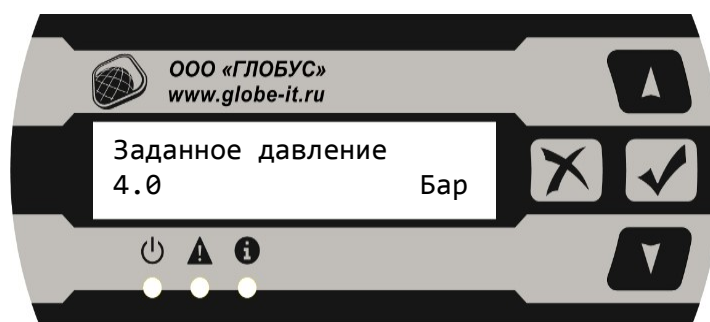 ООО «ГЛОБУС»
www.globe-it.ru
Заданное давление
4.0 Бар